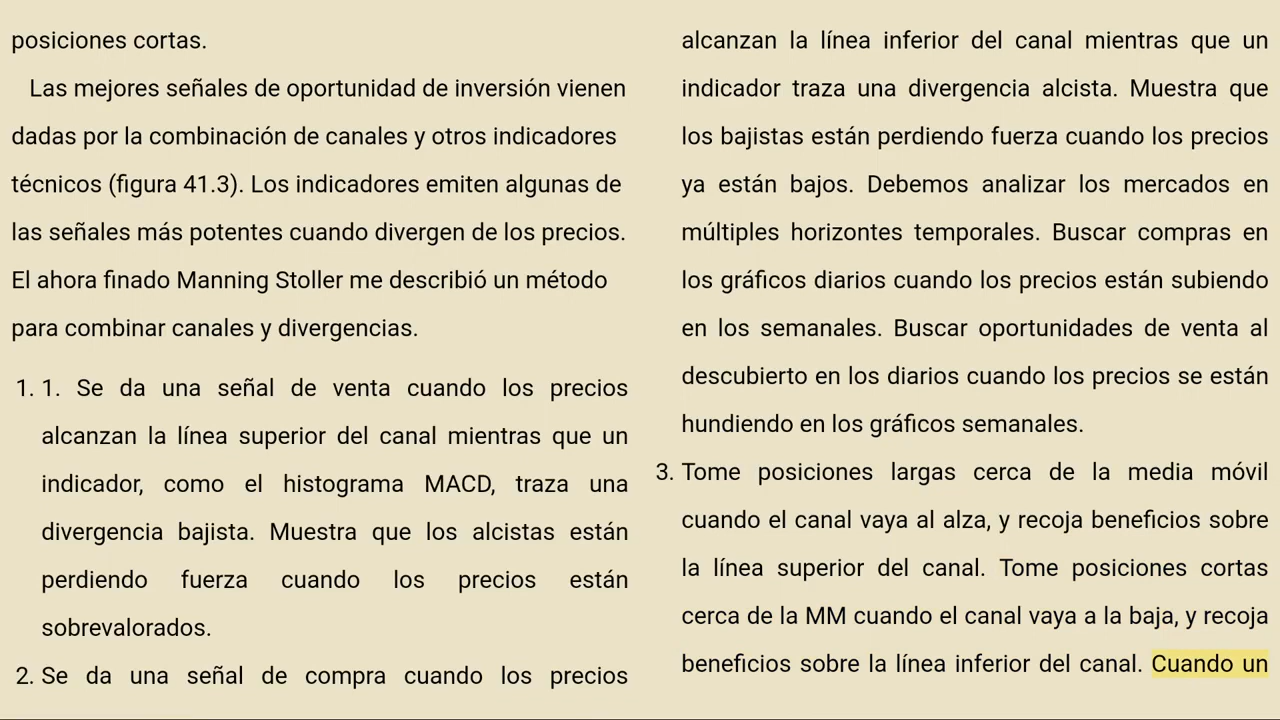 posiciones cortas.
Las mejores señales de oportunidad de inversión vienen
dadas por la combinación de canales y otros indicadores
técnicos (figura 41.3). Los indicadores emiten algunas de
las señales más potentes cuando divergen de los precios.
El ahora finado Manning Stoller me describió un método
para combinar canales y divergencias.
1. 1. Se da una señal de venta cuando los precios
alcanzan la línea superior del canal mientras que un
indicador, como el histograma MACD, traza una
divergencia bajista. Muestra que los alcistas están
perdiendo fuerza cuando los precios están
sobrevalorados.
2. Se da una señal de compra cuando los precios
alcanzan la línea inferior del canal mientras que un
indicador traza una divergencia alcista. Muestra que
los bajistas están perdiendo fuerza cuando los precios
ya están bajos. Debemos analizar los mercados en
múltiples horizontes temporales. Buscar compras en
los gráficos diarios cuando los precios están subiendo
en los semanales. Buscar oportunidades de venta al
descubierto en los diarios cuando los precios se están
hundiendo en los gráficos semanales.
3. Tome posiciones largas cerca de la media móvil
cuando el canal vaya al alza, y recoja beneficios sobre
la línea superior del canal. Tome posiciones cortas
cerca de la MM cuando el canal vaya a la baja, y recoja
beneficios sobre la línea inferior del canal. Cuando un